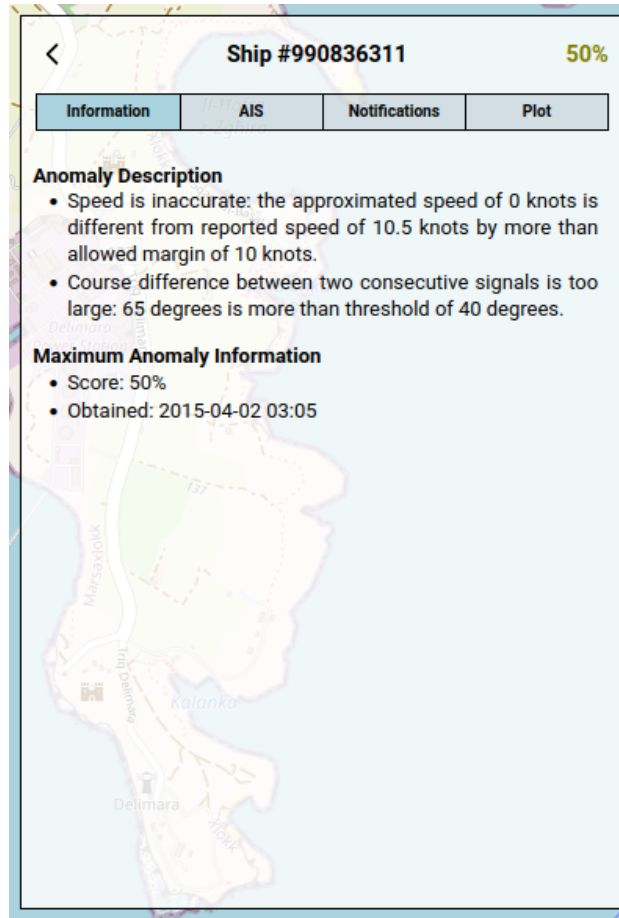 Ship #990836311 50%
Information AIS Notifications Plot
Anomaly Description
• Speed is inaccurate: the approximated speed of 0 knots is
different from reported speed of 10.5 knots by more than
allowed margin of 10 knots.
• Course difference between two consecutive signals is too
large: 65 degrees is more than threshold of 40 degrees.
Delimara
Power Station
Maximum Anomaly Information
• Score: 50%
• Obtained: 2015-04-02 03:05
137
Marsaxlokk
Triq Delimara
Kalanka
Delimara
Xlokk